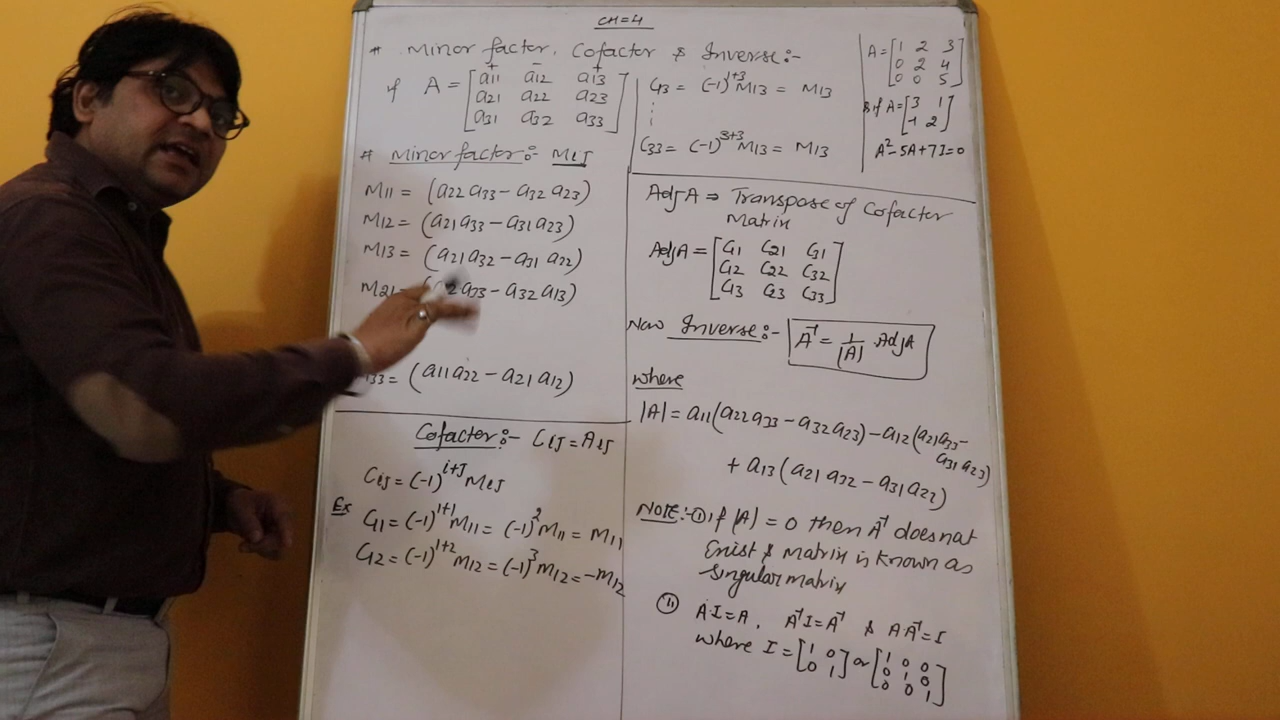 CH=4
# Minor factor, Cofactor & Inverse:-
+ - +
if A = [a11 a12 a13
a21 a22 a23
a31 a32 a33]
# Minor factor:- Mij
M11 = (a22 a33 - a32 a23)
M12 = (a21 a33 - a31 a23)
M13 = (a21 a32 - a31 a22)
M21 a33 - a32 a13)
33 = (a11 a22 - a21 a12)
Cofactor:- Cij = Aij
Cij = (-1)^i+j Mij
Ex C11 = (-1)^1+1 M11 = (-1)^2 M11 = M11
C12 = (-1)^1+2 M12 = (-1)^3 M12 = -M12
C13 = (-1)^1+3 M13 = M13
⋮
C33 = (-1)^3+3 M13 = M13
A = [1 2 3
0 2 4
0 0 5]
if A = [3 1
-1 2]
A^2 - 5A + 7I = 0
Adj A ⇒ Transpose of Cofactor
Matrix
Adj A = [C11 C21 C31
C12 C22 C32
C13 C23 C33]
Now Inverse:- A^-1 = 1/|A| . Adj A
where
|A| = a11(a22 a33 - a32 a23) - a12(a21 a33 -
a31 a23)
+ a13(a21 a32 - a31 a22)
NOTE:- (i) if |A| = 0 then A^-1 does not
Exist & matrix is known as
singular matrix
(ii) A.I = A, A^-1 I = A^-1 & A A^-1 = I
where I = [1 0
0 1] or [1 0 0
0 1 0
0 0 1]